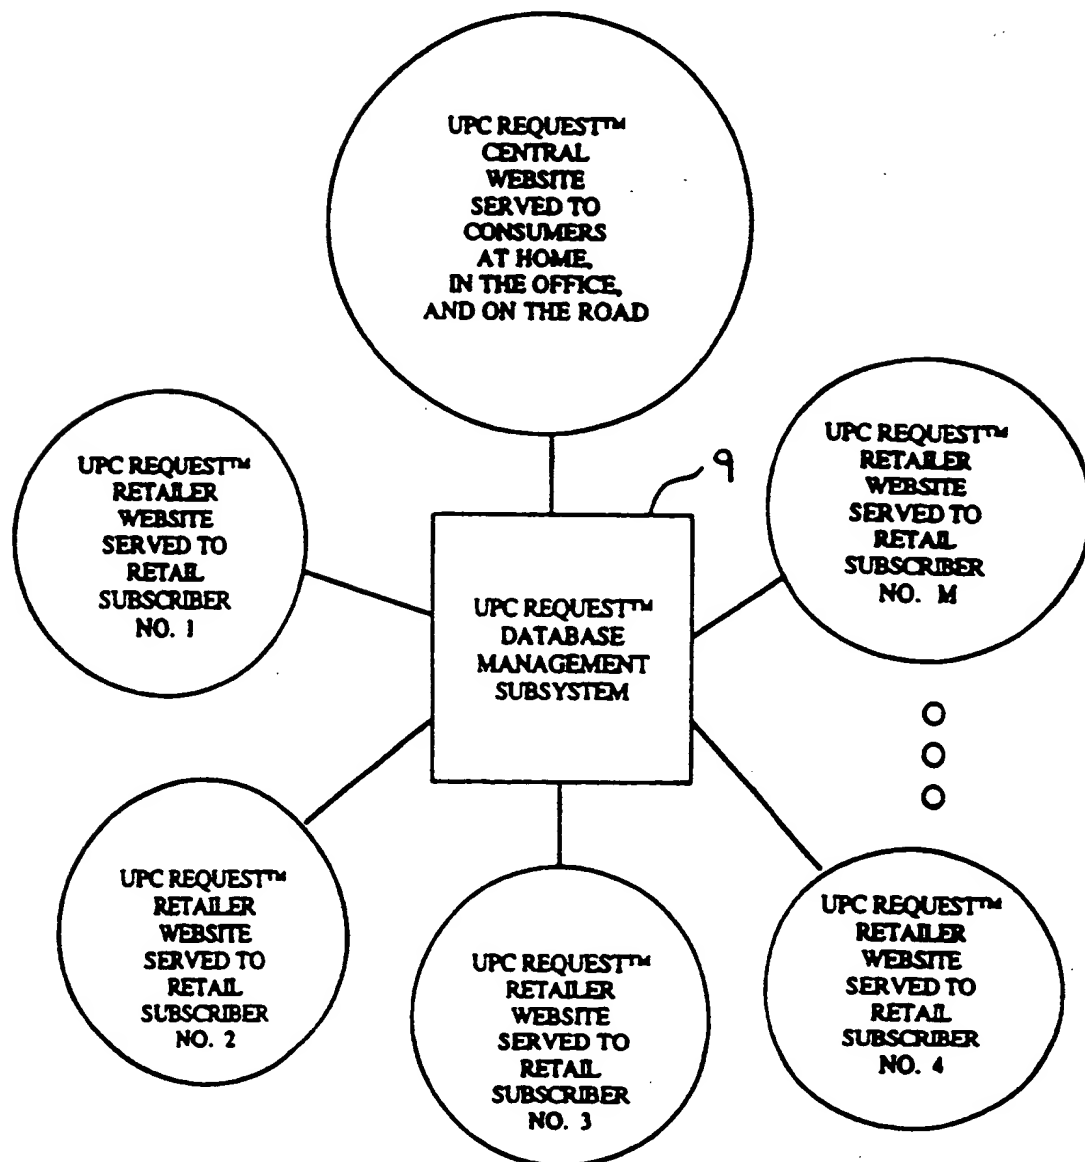 UPC REQUEST™
CENTRAL
WEBSITE
SERVED TO
CONSUMERS
AT HOME,
IN THE OFFICE,
AND ON THE ROAD
UPC REQUEST™
RETAILER
WEBSITE
SERVED TO
RETAIL
SUBSCRIBER
NO. 1
9
UPC REQUEST™
DATABASE
MANAGEMENT
SUBSYSTEM
UPC REQUEST™
RETAILER
WEBSITE
SERVED TO
RETAIL
SUBSCRIBER
NO. M
UPC REQUEST™
RETAILER
WEBSITE
SERVED TO
RETAIL
SUBSCRIBER
NO. 2
UPC REQUEST™
RETAILER
WEBSITE
SERVED TO
RETAIL
SUBSCRIBER
NO. 3
UPC REQUEST™
RETAILER
WEBSITE
SERVED TO
RETAIL
SUBSCRIBER
NO. 4